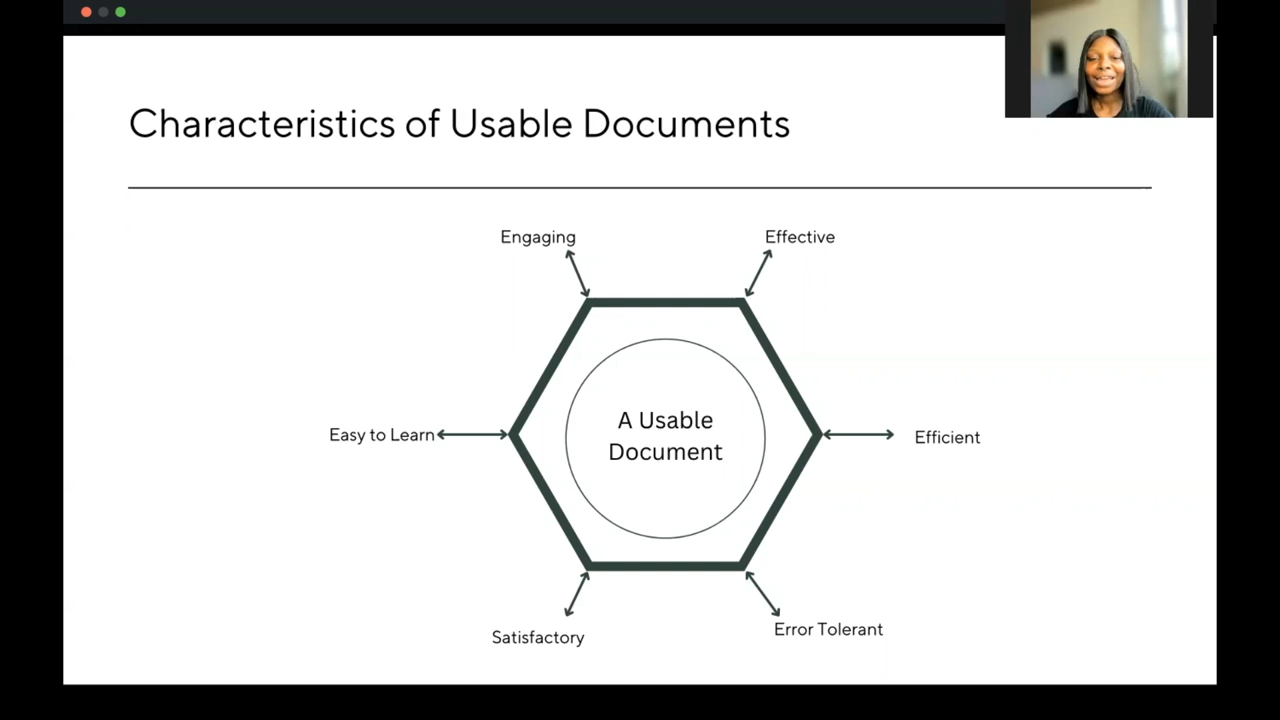 Characteristics of Usable Documents
Engaging
Effective
Easy to Learn
A Usable
Document
Efficient
Satisfactory
Error Tolerant